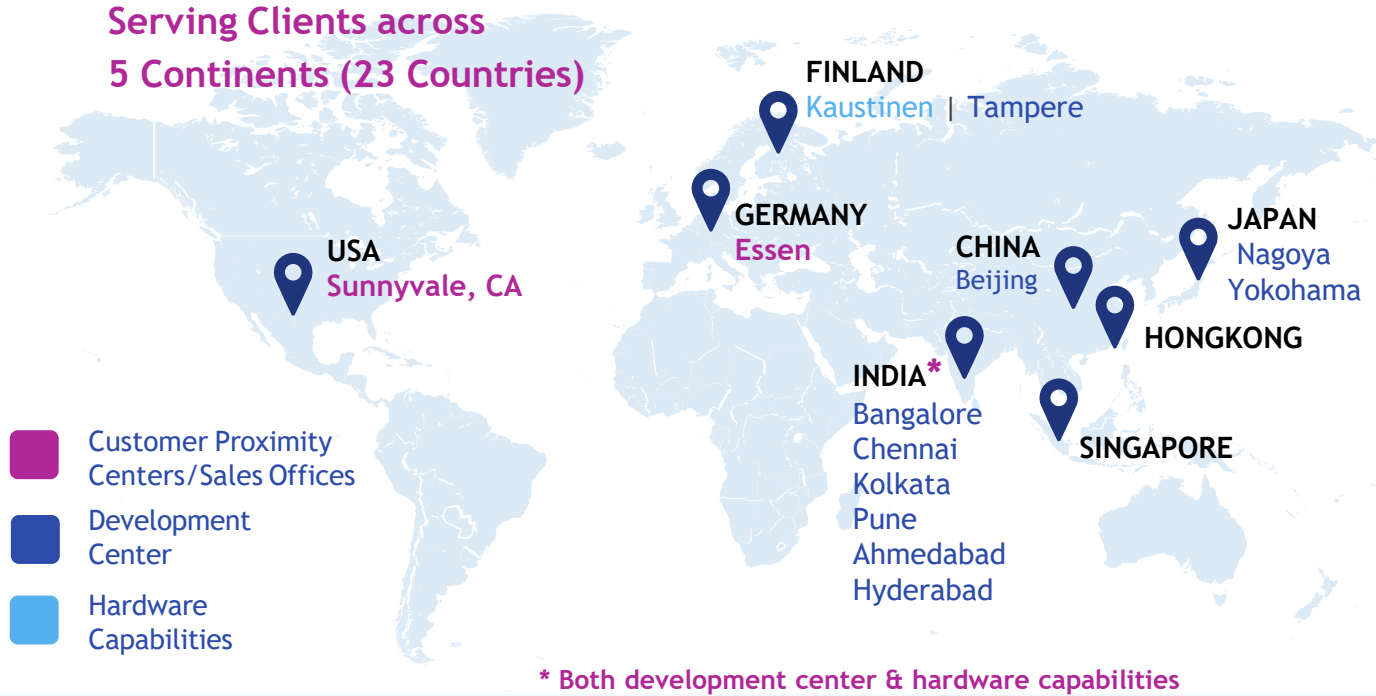 Serving Clients across
5 Continents (23 Countries)
FINLAND
Kaustinen | Tampere
GERMANY
Essen
USA
Sunnyvale, CA
CHINA
Beijing
JAPAN
Nagoya
Yokohama
HONGKONG
INDIA*
Bangalore
Chennai
Kolkata
Pune
Ahmedabad
Hyderabad
SINGAPORE
Customer Proximity
Centers/Sales Offices
Development
Center
Hardware
Capabilities
* Both development center & hardware capabilities